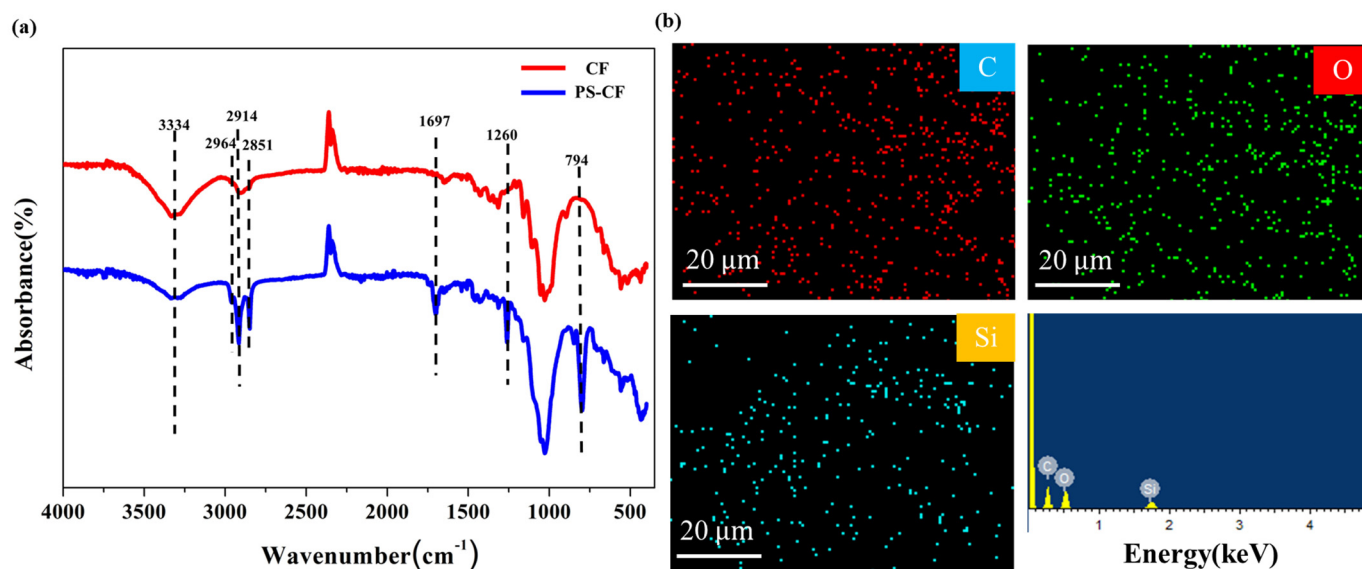 (a)
CF
PS-CF
3334
2964
2914
2851
1697
1260
794
Absorbance(%)
4000 3500 3000 2500 2000 1500 1000 500
Wavenumber(cm⁻¹)
(b)
C
20 μm
O
20 μm
Si
20 μm
C
O
Si
1 2 3 4
Energy(keV)